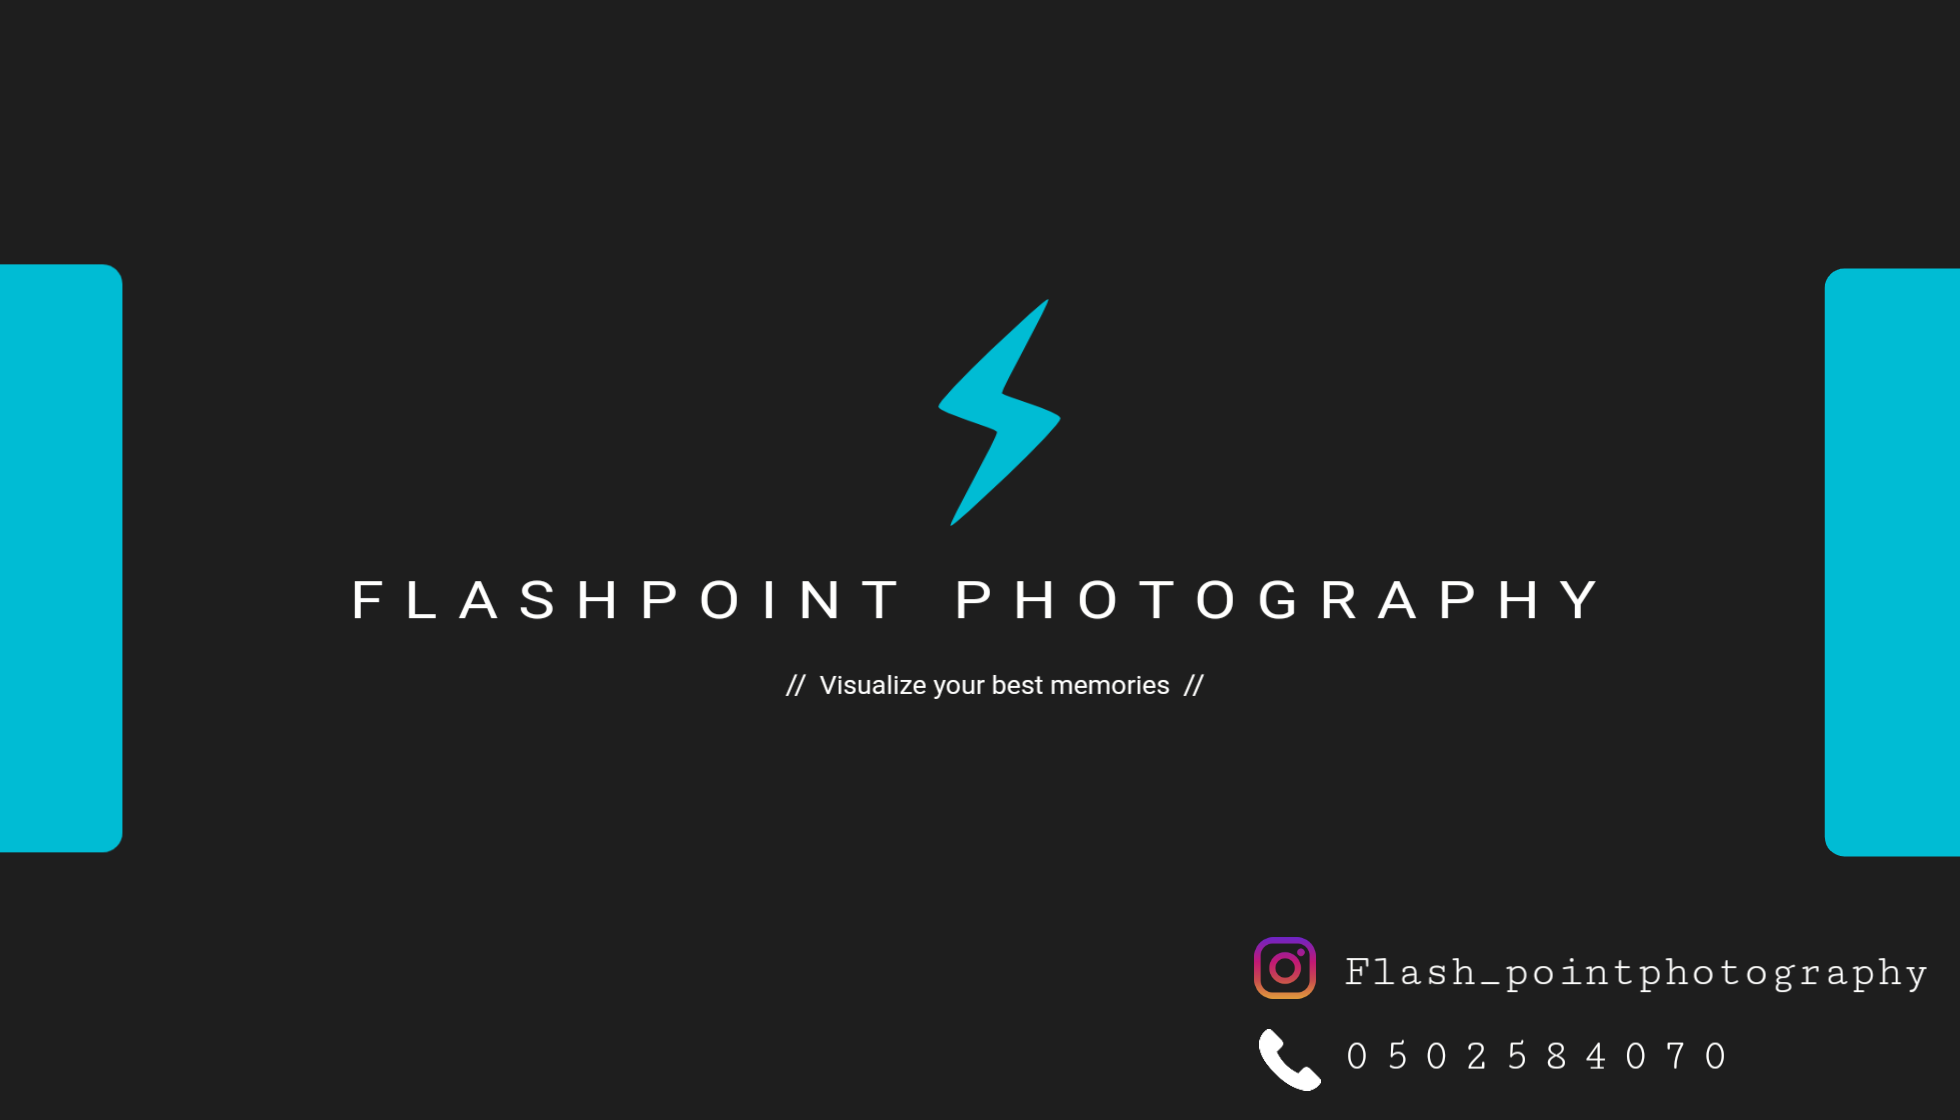 FLASHPOINT PHOTOGRAPHY
// Visualize your best memories //
Flash_pointphotography
0502584070